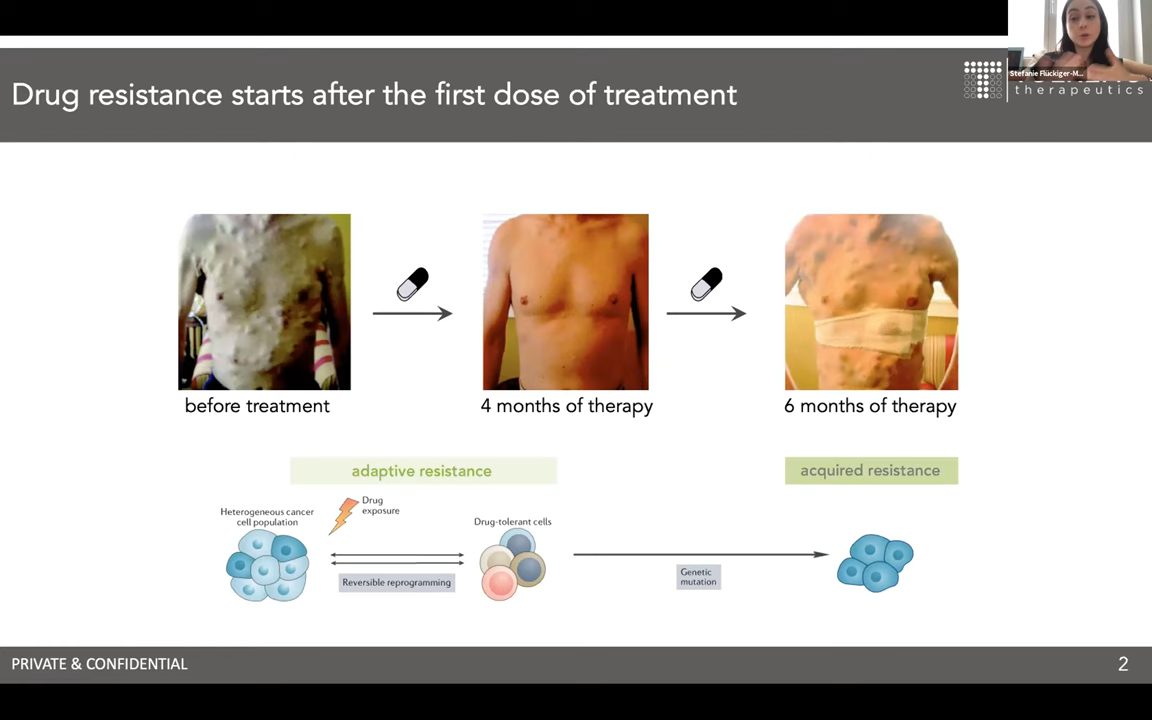 Drug resistance starts after the first dose of treatment
Stefanie Flückiger-M...
therapeutics
before treatment
4 months of therapy
6 months of therapy
adaptive resistance
acquired resistance
Heterogeneous cancer
cell population
Drug
exposure
Drug-tolerant cells
Reversible reprogramming
Genetic
mutation
PRIVATE & CONFIDENTIAL
2